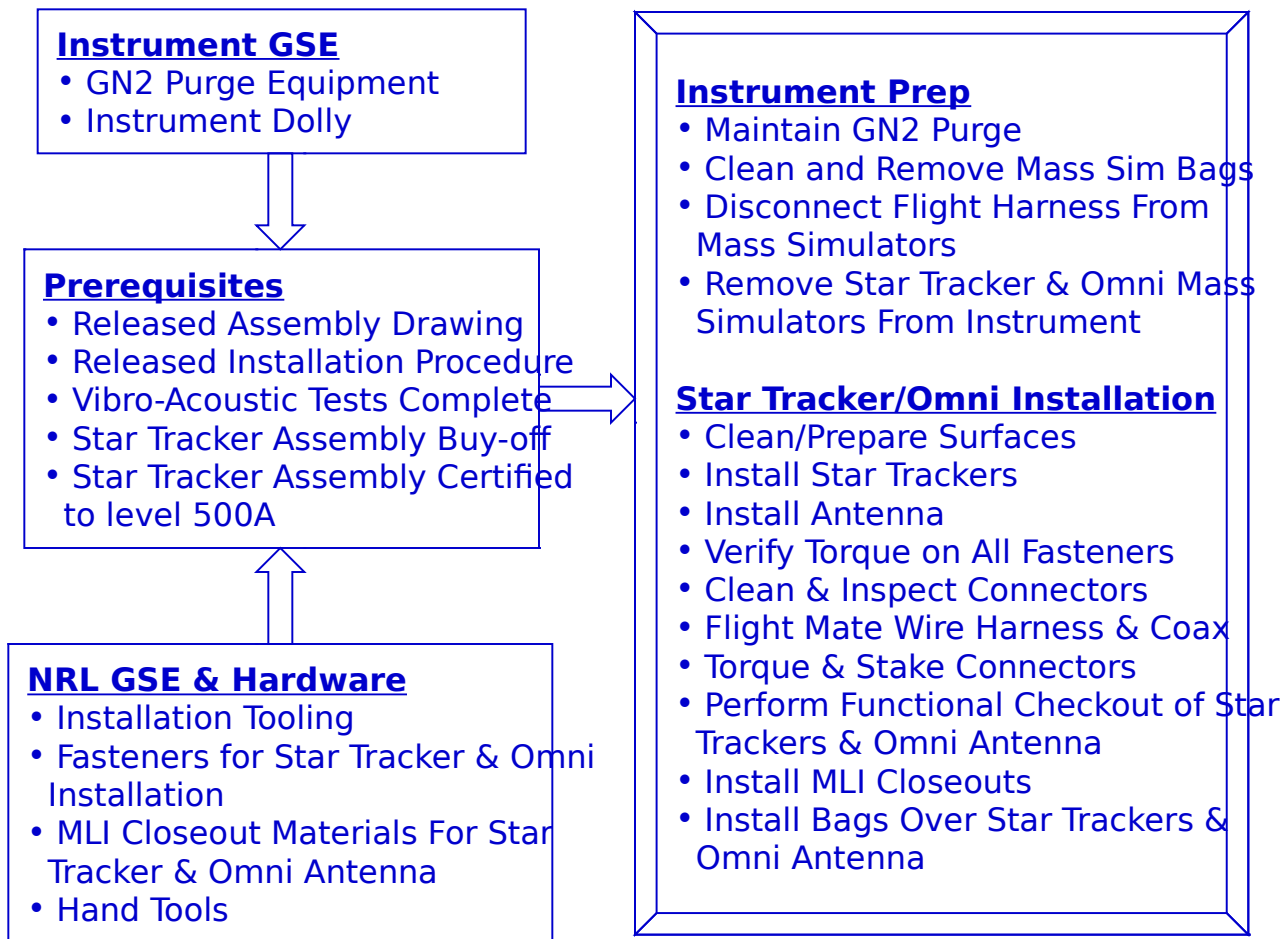 Instrument GSE
• GN2 Purge Equipment
• Instrument Dolly
Prerequisites
• Released Assembly Drawing
• Released Installation Procedure
• Vibro-Acoustic Tests Complete
• Star Tracker Assembly Buy-off
• Star Tracker Assembly Certified
to level 500A
NRL GSE & Hardware
• Installation Tooling
• Fasteners for Star Tracker & Omni
Installation
• MLI Closeout Materials For Star
Tracker & Omni Antenna
• Hand Tools
Instrument Prep
• Maintain GN2 Purge
• Clean and Remove Mass Sim Bags
• Disconnect Flight Harness From
Mass Simulators
• Remove Star Tracker & Omni Mass
Simulators From Instrument
Star Tracker/Omni Installation
• Clean/Prepare Surfaces
• Install Star Trackers
• Install Antenna
• Verify Torque on All Fasteners
• Clean & Inspect Connectors
• Flight Mate Wire Harness & Coax
• Torque & Stake Connectors
• Perform Functional Checkout of Star
Trackers & Omni Antenna
• Install MLI Closeouts
• Install Bags Over Star Trackers &
Omni Antenna